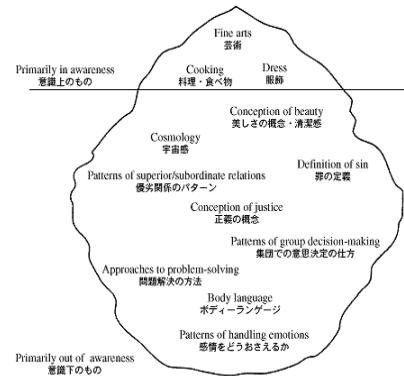 Fine arts
芸術
Primarily in awareness
意識上のもの
Cooking
料理・食べ物
Dress
服飾
Conception of beauty
美しさの概念・清潔感
Cosmology
宇宙感
Definition of sin
罪の定義
Patterns of superior/subordinate relations
優劣関係のパターン
Conception of justice
正義の概念
Patterns of group decision-making
集団での意思決定の仕方
Approaches to problem-solving
問題解決の方法
Body language
ボディーランゲージ
Patterns of handling emotions
感情をどうおさえるか
Primarily out of awareness
意識下のもの